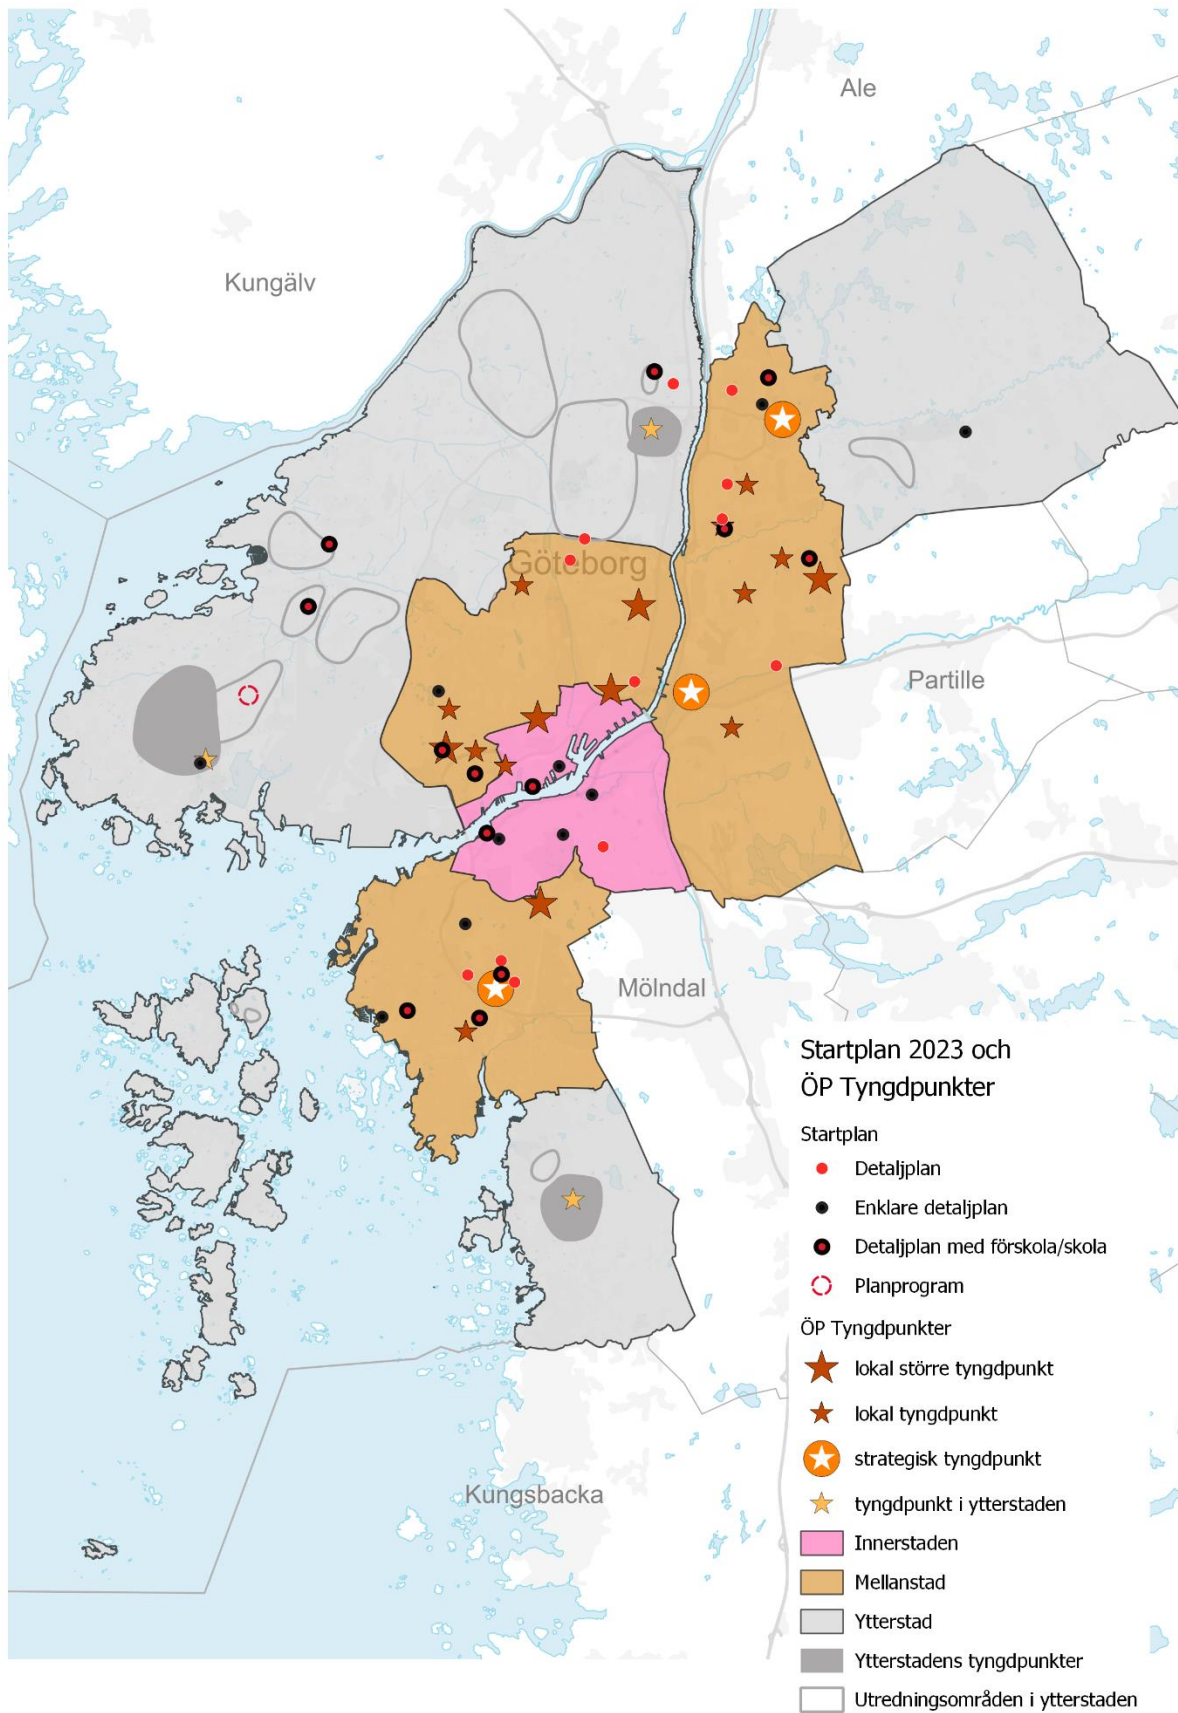 Ale
Kungälv
Göteborg
Partille
Mölndal
Kungsbacka
Startplan 2023 och
ÖP Tyngdpunkter
Startplan
Detaljplan
Enklare detaljplan
Detaljplan med förskola/skola
Planprogram
ÖP Tyngdpunkter
lokal större tyngdpunkt
lokal tyngdpunkt
strategisk tyngdpunkt
tyngdpunkt i ytterstaden
Innerstaden
Mellanstad
Ytterstad
Ytterstadens tyngdpunkter
Utredningsområden i ytterstaden